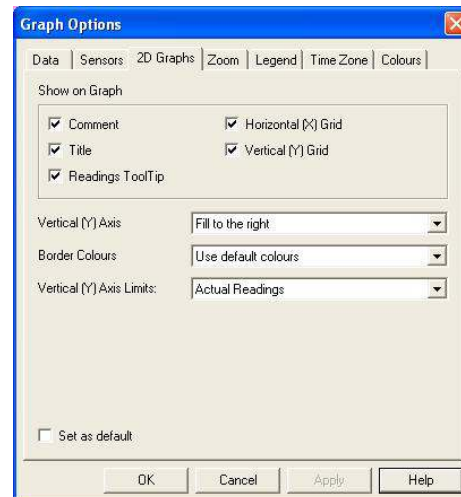 Graph Options
Data Sensors 2D Graphs Zoom Legend Time Zone Colours
Show on Graph
Comment Horizontal (X) Grid
Title Vertical (Y) Grid
Readings ToolTip
Vertical (Y) Axis Fill to the right
Border Colours Use default colours
Vertical (Y) Axis Limits: Actual Readings
Set as default
OK Cancel Apply Help